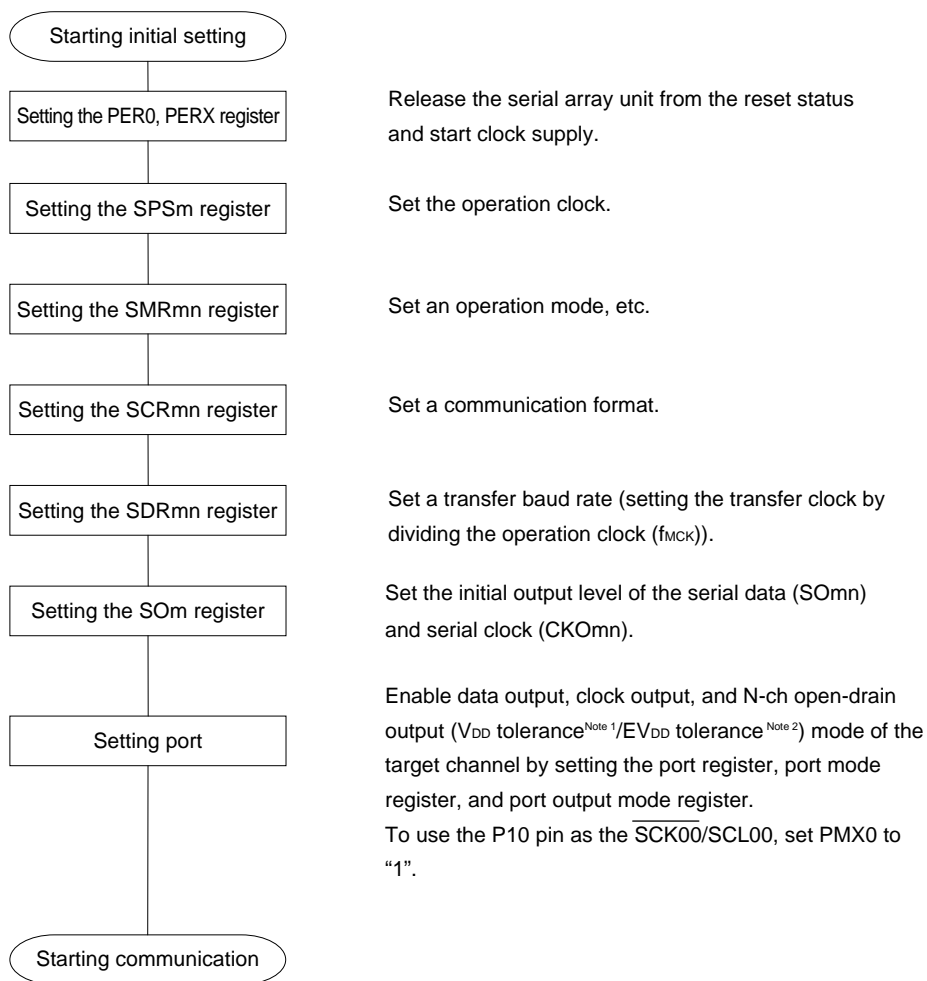 Starting initial setting
Setting the PER0, PERX register
Release the serial array unit from the reset status
and start clock supply.
Setting the SPSm register
Set the operation clock.
Setting the SMRmn register
Set an operation mode, etc.
Setting the SCRmn register
Set a communication format.
Setting the SDRmn register
Set a transfer baud rate (setting the transfer clock by
dividing the operation clock (fMCK)).
Setting the SOm register
Set the initial output level of the serial data (SOmn)
and serial clock (CKOmn).
Setting port
Enable data output, clock output, and N-ch open-drain
output (VDD tolerance Note 1/EVDD tolerance Note 2) mode of the
target channel by setting the port register, port mode
register, and port output mode register.
To use the P10 pin as the SCK00/SCL00, set PMX0 to
“1”.
Starting communication